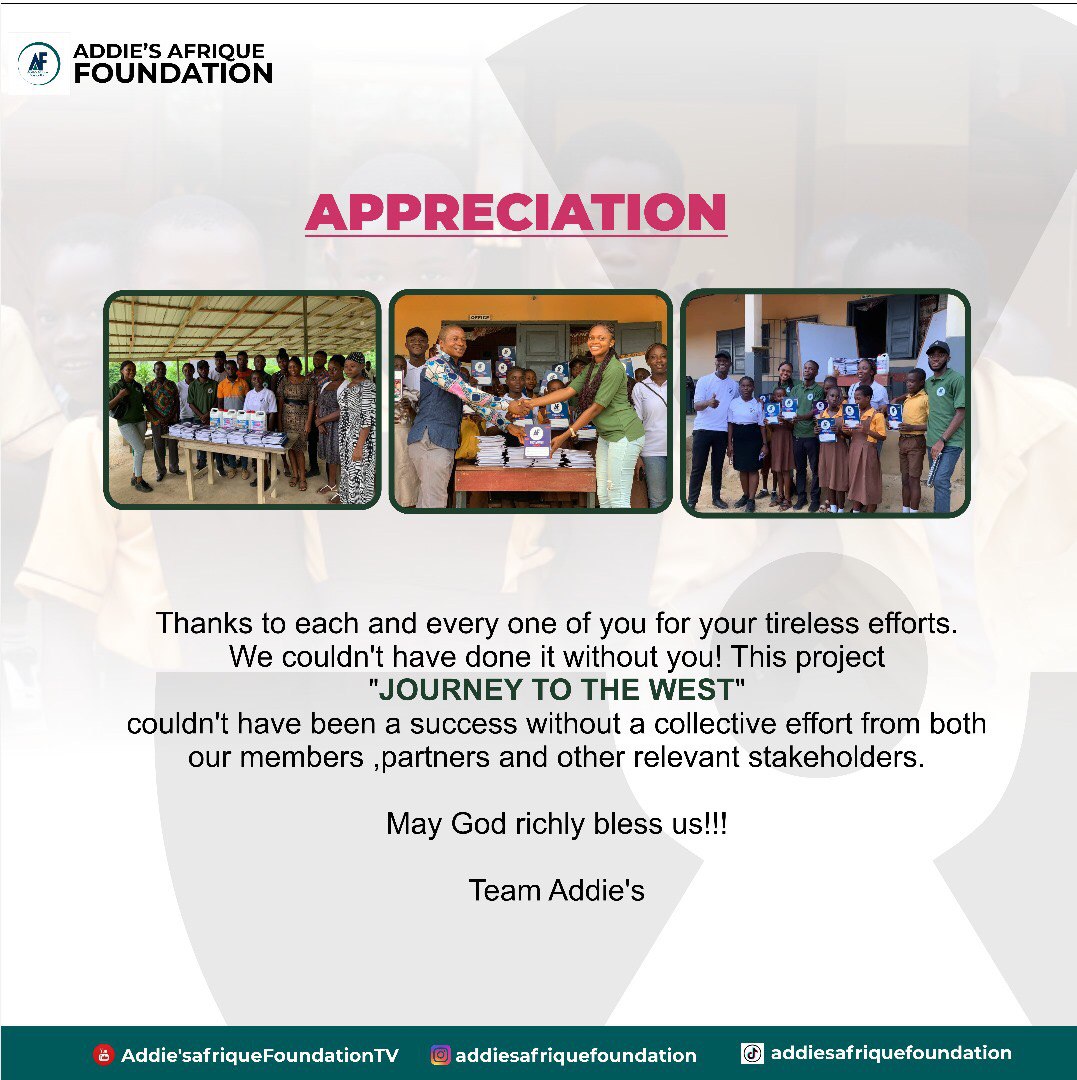 AF
ADDIE'S AFRIQUE
FOUNDATION
APPRECIATION
OFFICE
Thanks to each and every one of you for your tireless efforts.
We couldn't have done it without you! This project
"JOURNEY TO THE WEST"
couldn't have been a success without a collective effort from both
our members ,partners and other relevant stakeholders.
May God richly bless us!!!
Team Addie's
Addie'safriqueFoundationTV
addiesafriquefoundation
addiesafriquefoundation